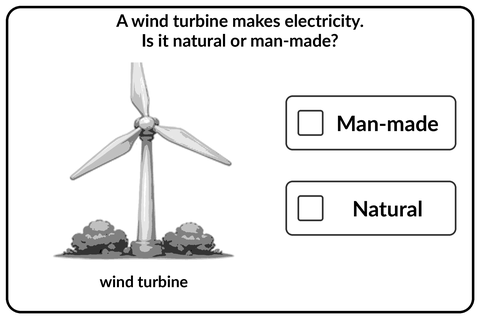 A wind turbine makes electricity.
Is it natural or man-made?
Man-made
Natural
wind turbine